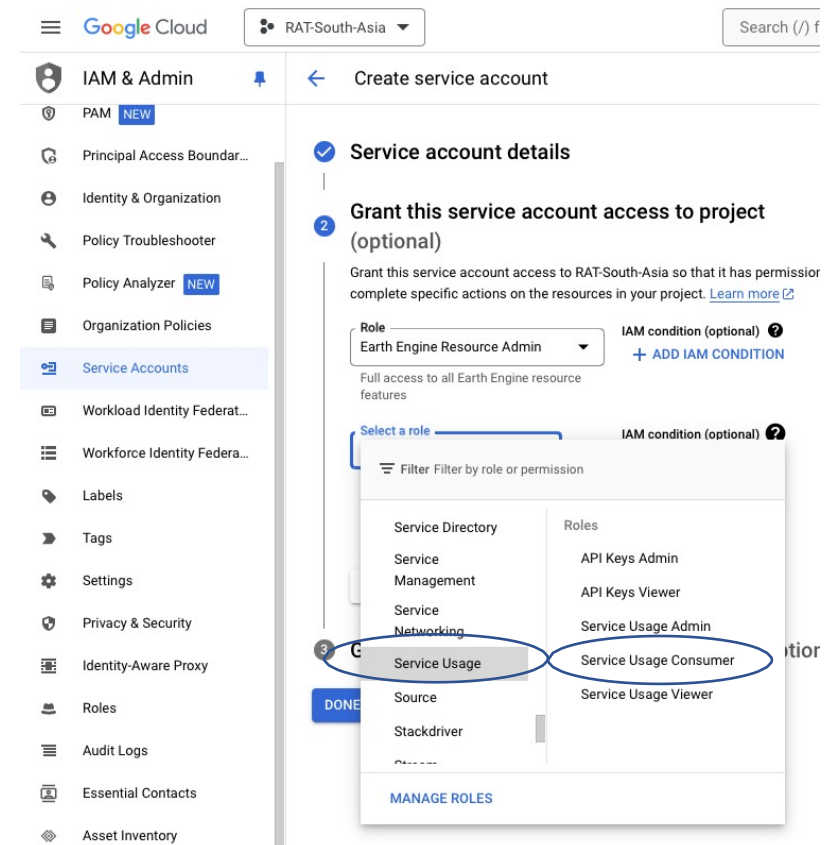 Google Cloud
RAT-South-Asia
Search (/) f
IAM & Admin
Create service account
PAM NEW
Principal Access Boundar...
Identity & Organization
Policy Troubleshooter
Policy Analyzer NEW
Organization Policies
Service Accounts
Workload Identity Federat...
Workforce Identity Federa...
Labels
Tags
Settings
Privacy & Security
Identity-Aware Proxy
Roles
Audit Logs
Essential Contacts
Asset Inventory
Service account details
2
Grant this service account access to project
(optional)
Grant this service account access to RAT-South-Asia so that it has permission
complete specific actions on the resources in your project. Learn more
Role
Earth Engine Resource Admin
IAM condition (optional) ?
+ ADD IAM CONDITION
Full access to all Earth Engine resource
features
Select a role
IAM condition (optional) ?
Filter Filter by role or permission
Service Directory
Service
Management
Service
Networking
Service Usage
Source
Stackdriver
Roles
API Keys Admin
API Keys Viewer
Service Usage Admin
Service Usage Consumer
Service Usage Viewer
MANAGE ROLES
3
G
tion
DONE